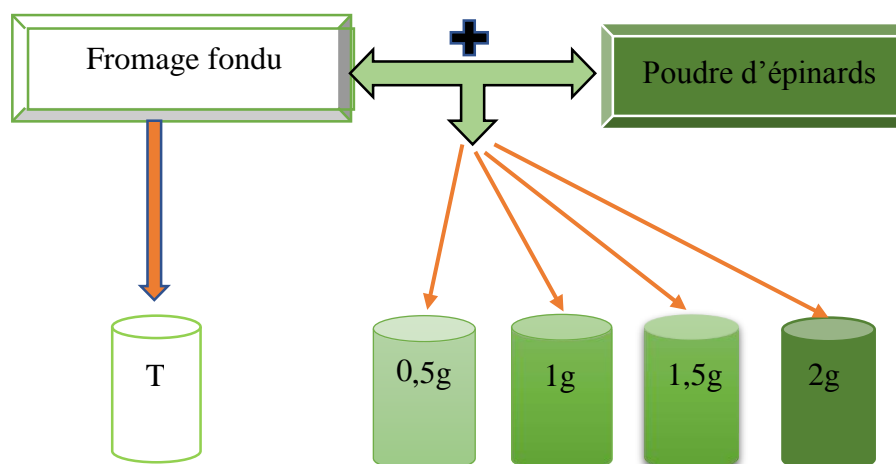 Fromage fondu
Poudre d'épinards
T
0,5g
1g
1,5g
2g